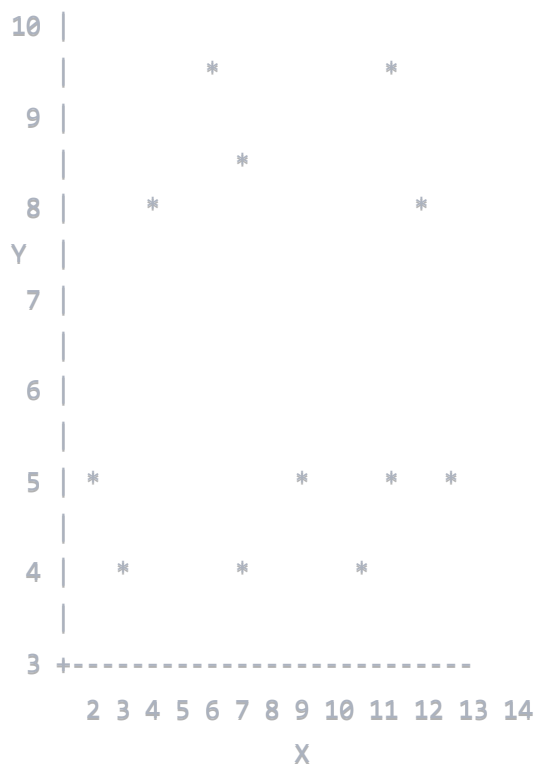 10 |
   |         *           *
 9 |
   |           *
 8 |     *                 *
Y  |
 7 |
   |
 6 |
   |
 5 | *             *     *   *
   |
 4 |   *       *       *
   |
 3 +---------------------------
     2 3 4 5 6 7 8 9 10 11 12 13 14
                   X